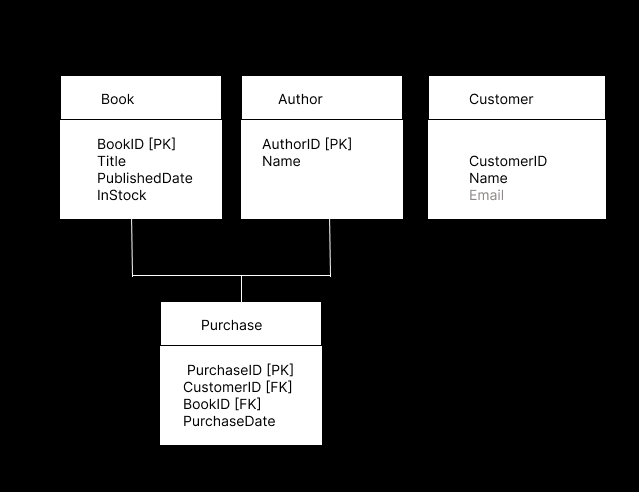 Book
BookID [PK]
Title
PublishedDate
InStock
Author
AuthorID [PK]
Name
Customer
CustomerID
Name
Email
Purchase
PurchaseID [PK]
CustomerID [FK]
BookID [FK]
PurchaseDate